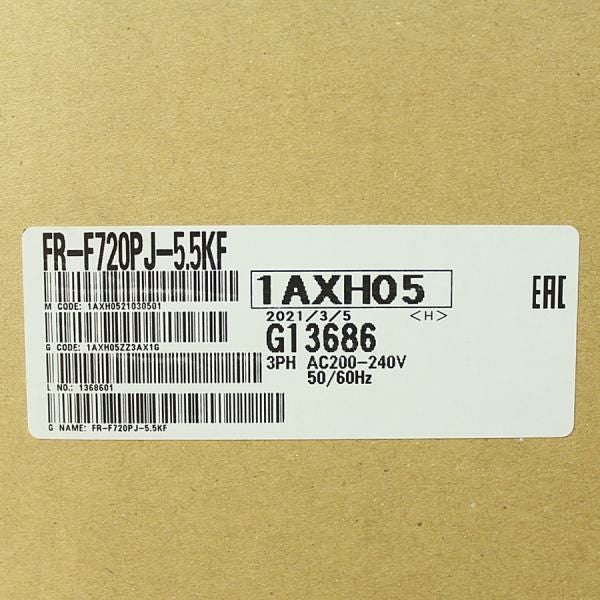 FR-F720PJ-5.5KF
M CODE: 1AXH0521030501
G CODE: 1AXH05ZZ3AX1G
L NO.: 1368601
G NAME: FR-F720PJ-5.5KF
1AXH05
2021/3/5 <H>
G13686
3PH AC200-240V
50/60Hz
EAC